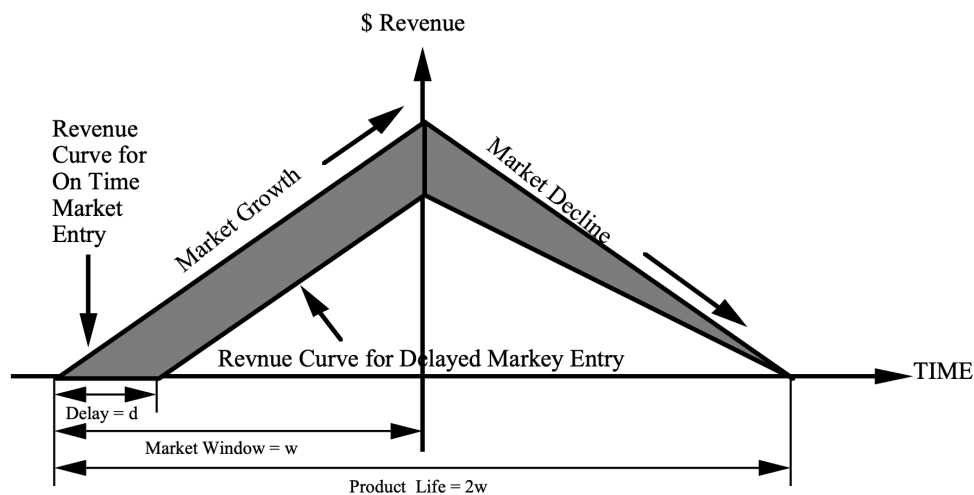 $ Revenue
Revenue
Curve for
On Time
Market
Entry
Market Growth
Market Decline
Revnue Curve for Delayed Markey Entry
TIME
Delay = d
Market Window = w
Product Life = 2w